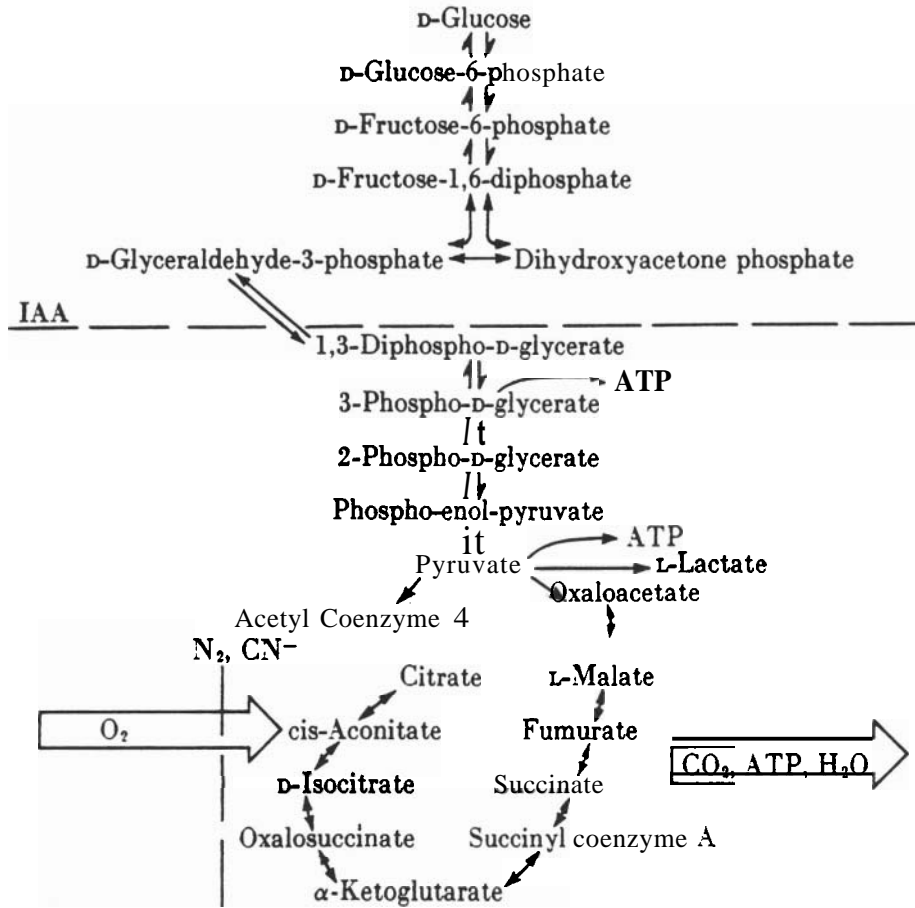 D-Glucose
D-Glucose-6-phosphate
D-Fructose-6-phosphate
D-Fructose-1,6-diphosphate
D-Glyceraldehyde-3-phosphate
Dihydroxyacetone phosphate
IAA
1,3-Diphospho-D-glycerate
ATP
3-Phospho-D-glycerate
/t
2-Phospho-D-glycerate
Phospho-enol-pyruvate
it
ATP
Pyruvate
L-Lactate
Oxaloacetate
Acetyl Coenzyme 4
N₂, CN⁻
Citrate
L-Malate
O₂
cis-Aconitate
Fumurate
CO₂, ATP, H₂O
D-Isocitrate
Succinate
Oxalosuccinate
Succinyl coenzyme A
α-Ketoglutarate